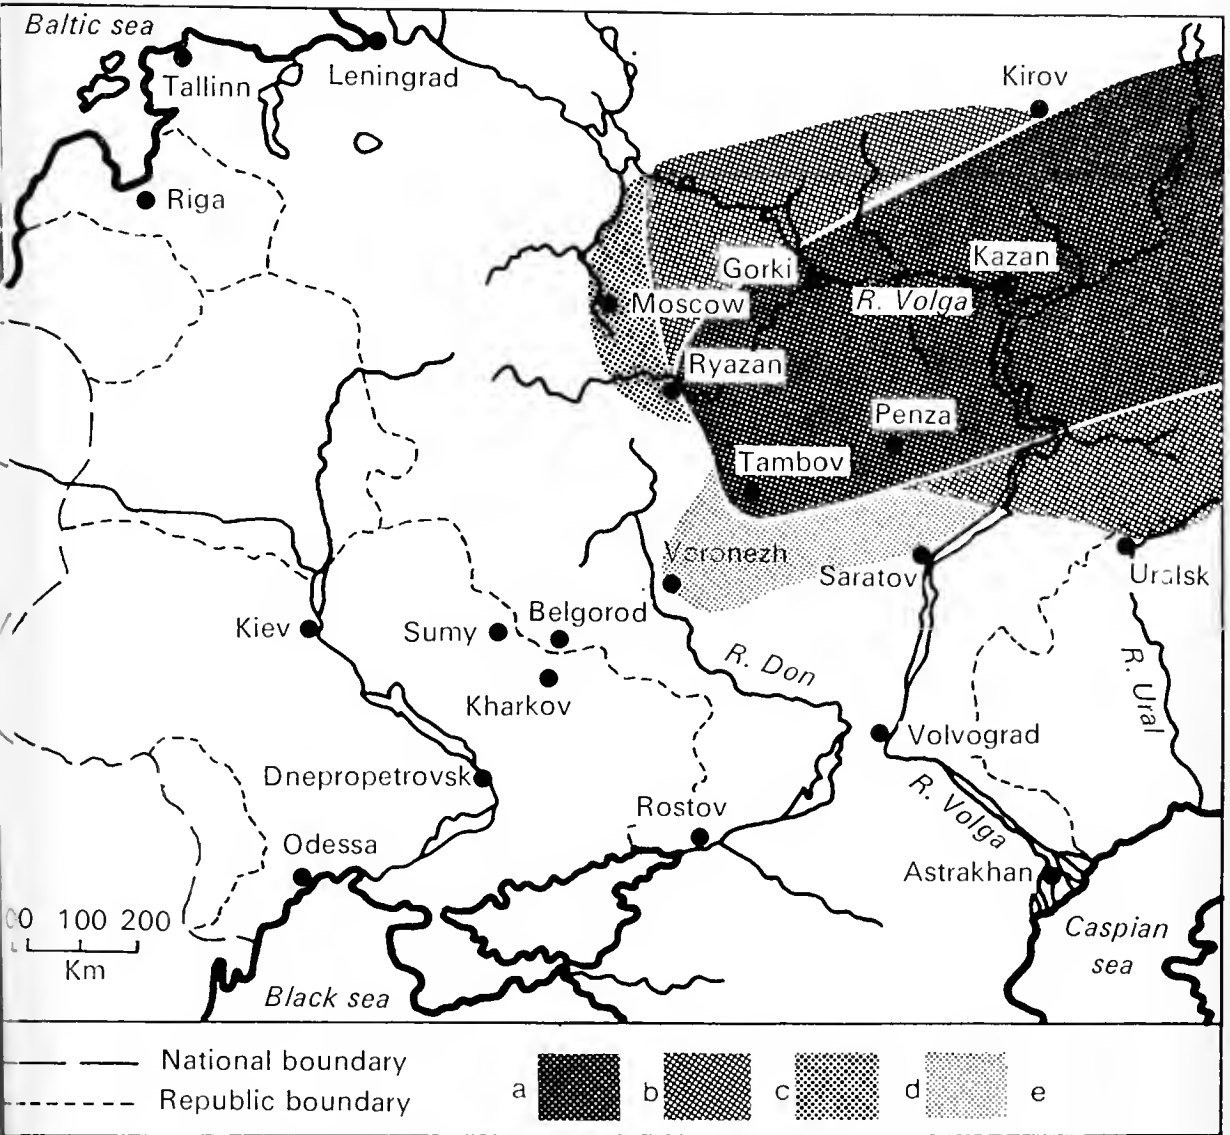 Baltic sea
Tallinn
Leningrad
Kirov
Riga
Gorki
Kazan
Moscow
R. Volga
Ryazan
Penza
Tambov
Voronezh
Saratov
Uralsk
Kiev
Sumy
Belgorod
R. Don
R. Ural
Kharkov
Volvograd
Dnepropetrovsk
R. Volga
Rostov
Odessa
Astrakhan
00 100 200
Km
Caspian
sea
Black sea
National boundary
Republic boundary
a b c d e